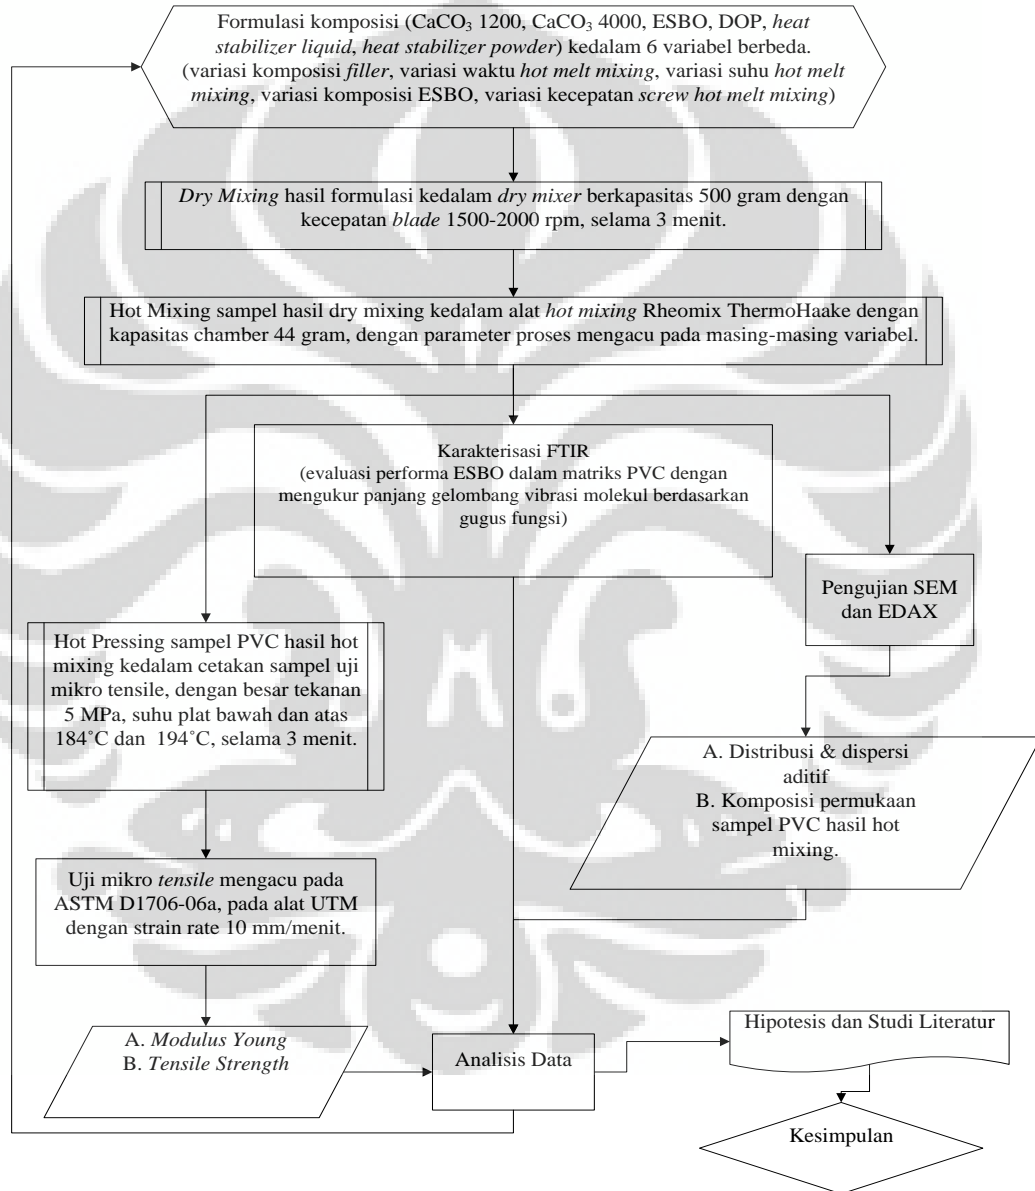 Formulasi komposisi (CaCO₃ 1200, CaCO₃ 4000, ESBO, DOP, heat
stabilizer liquid, heat stabilizer powder) kedalam 6 variabel berbeda.
(variasi komposisi filler, variasi waktu hot melt mixing, variasi suhu hot melt
mixing, variasi komposisi ESBO, variasi kecepatan screw hot melt mixing)
Dry Mixing hasil formulasi kedalam dry mixer berkapasitas 500 gram dengan
kecepatan blade 1500-2000 rpm, selama 3 menit.
Hot Mixing sampel hasil dry mixing kedalam alat hot mixing Rheomix ThermoHaake dengan
kapasitas chamber 44 gram, dengan parameter proses mengacu pada masing-masing variabel.
Karakterisasi FTIR
(evaluasi performa ESBO dalam matriks PVC dengan
mengukur panjang gelombang vibrasi molekul berdasarkan
gugus fungsi)
Pengujian SEM
dan EDAX
Hot Pressing sampel PVC hasil hot
mixing kedalam cetakan sampel uji
mikro tensile, dengan besar tekanan
5 MPa, suhu plat bawah dan atas
184˚C dan 194˚C, selama 3 menit.
A. Distribusi & dispersi
aditif
B. Komposisi permukaan
sampel PVC hasil hot
mixing.
Uji mikro tensile mengacu pada
ASTM D1706-06a, pada alat UTM
dengan strain rate 10 mm/menit.
A. Modulus Young
B. Tensile Strength
Analisis Data
Hipotesis dan Studi Literatur
Kesimpulan